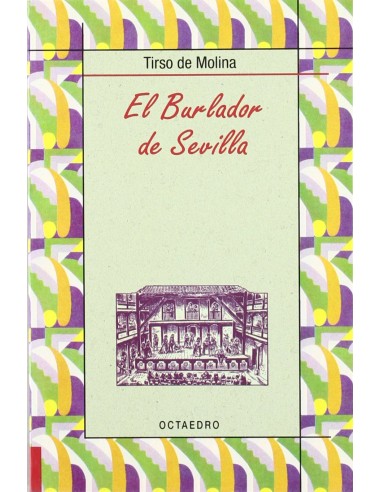 Tirso de Molina
El Burlador
de Sevilla
OCTAEDRO